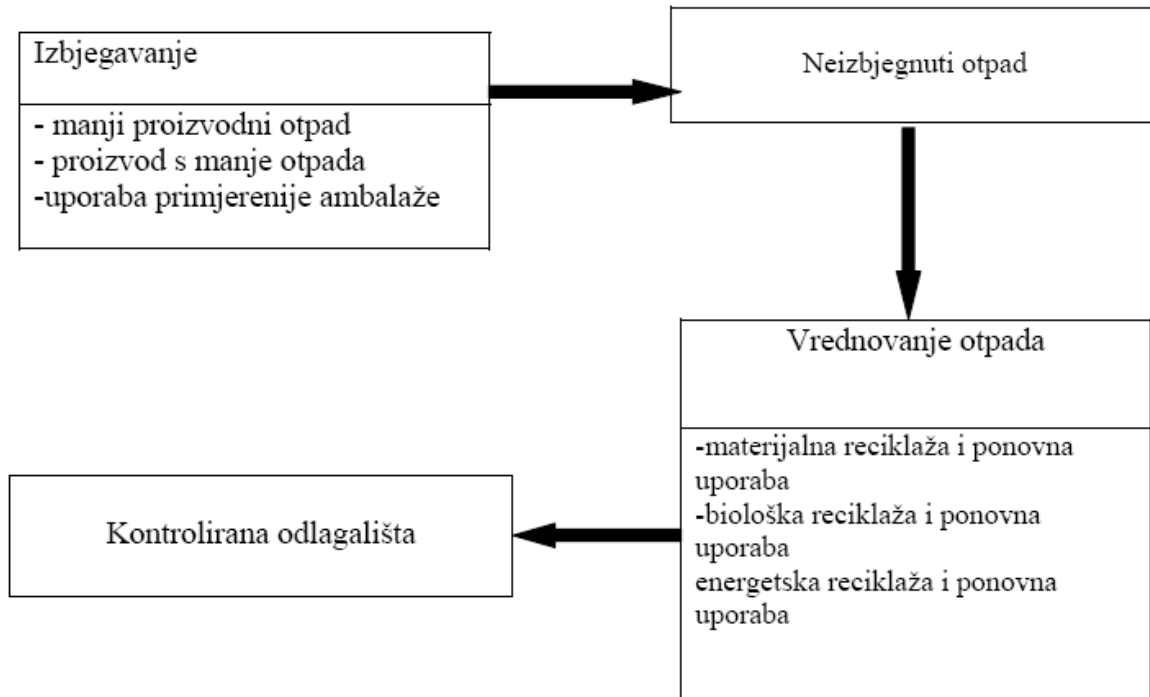 Izbjegavanje
- manji proizvodni otpad
- proizvod s manje otpada
-uporaba primjerenije ambalaže
Neizbjegnuti otpad
Vrednovanje otpada
-materijalna reciklaža i ponovna
uporaba
-biološka reciklaža i ponovna
uporaba
energetska reciklaža i ponovna
uporaba
Kontrolirana odlagališta